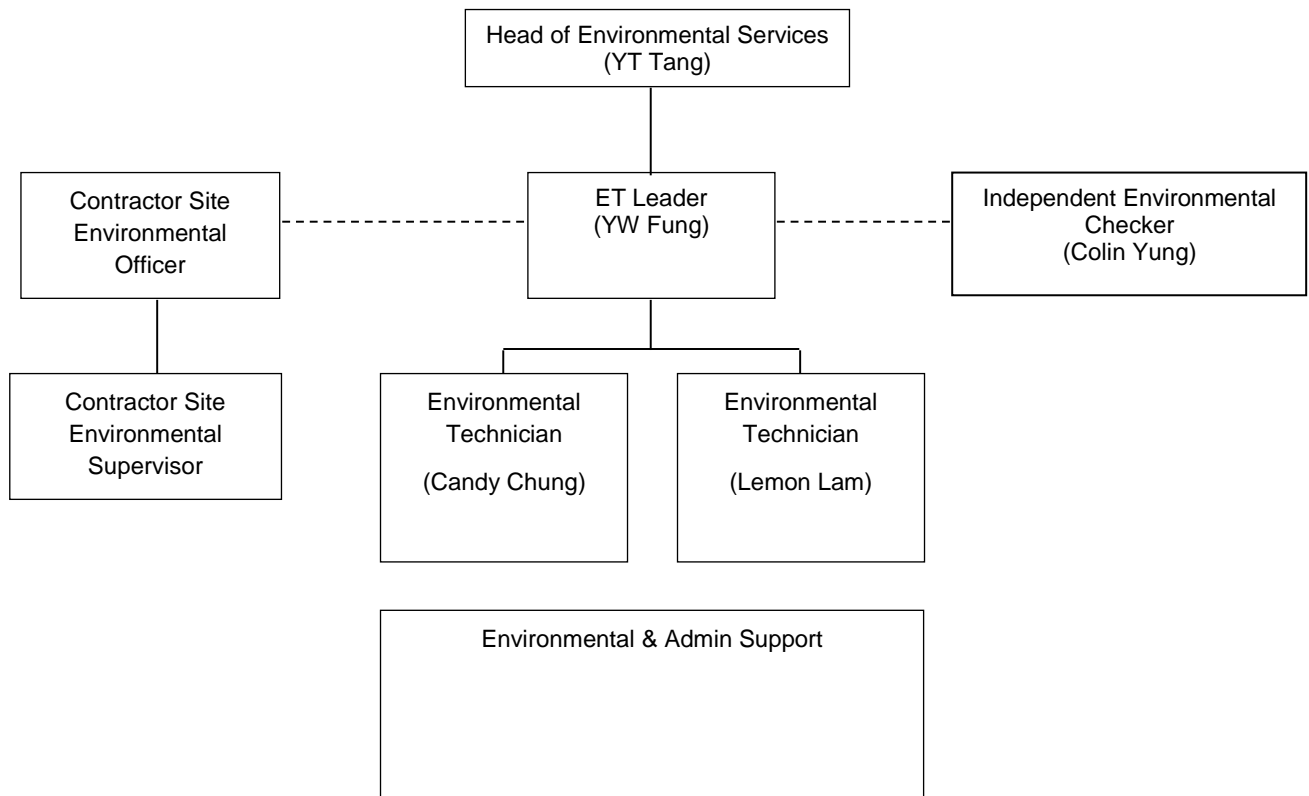 Head of Environmental Services
(YT Tang)
Contractor Site
Environmental
Officer
ET Leader
(YW Fung)
Independent Environmental
Checker
(Colin Yung)
Contractor Site
Environmental
Supervisor
Environmental
Technician
(Candy Chung)
Environmental
Technician
(Lemon Lam)
Environmental & Admin Support